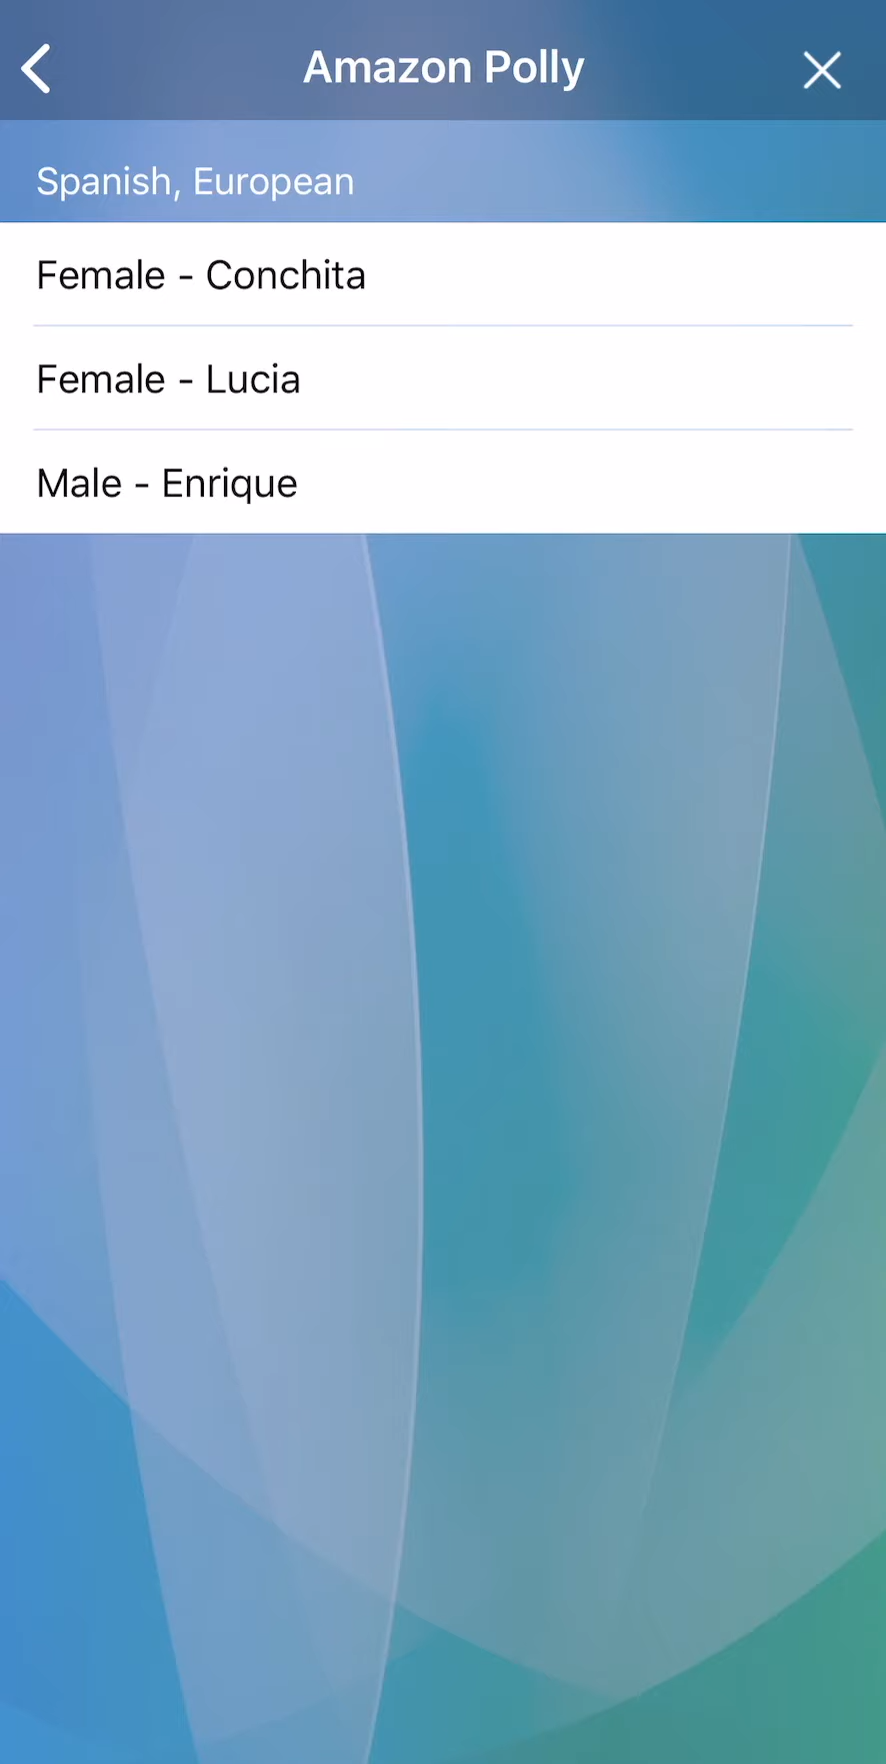 Amazon Polly
Spanish, European
Female - Conchita
Female - Lucia
Male - Enrique